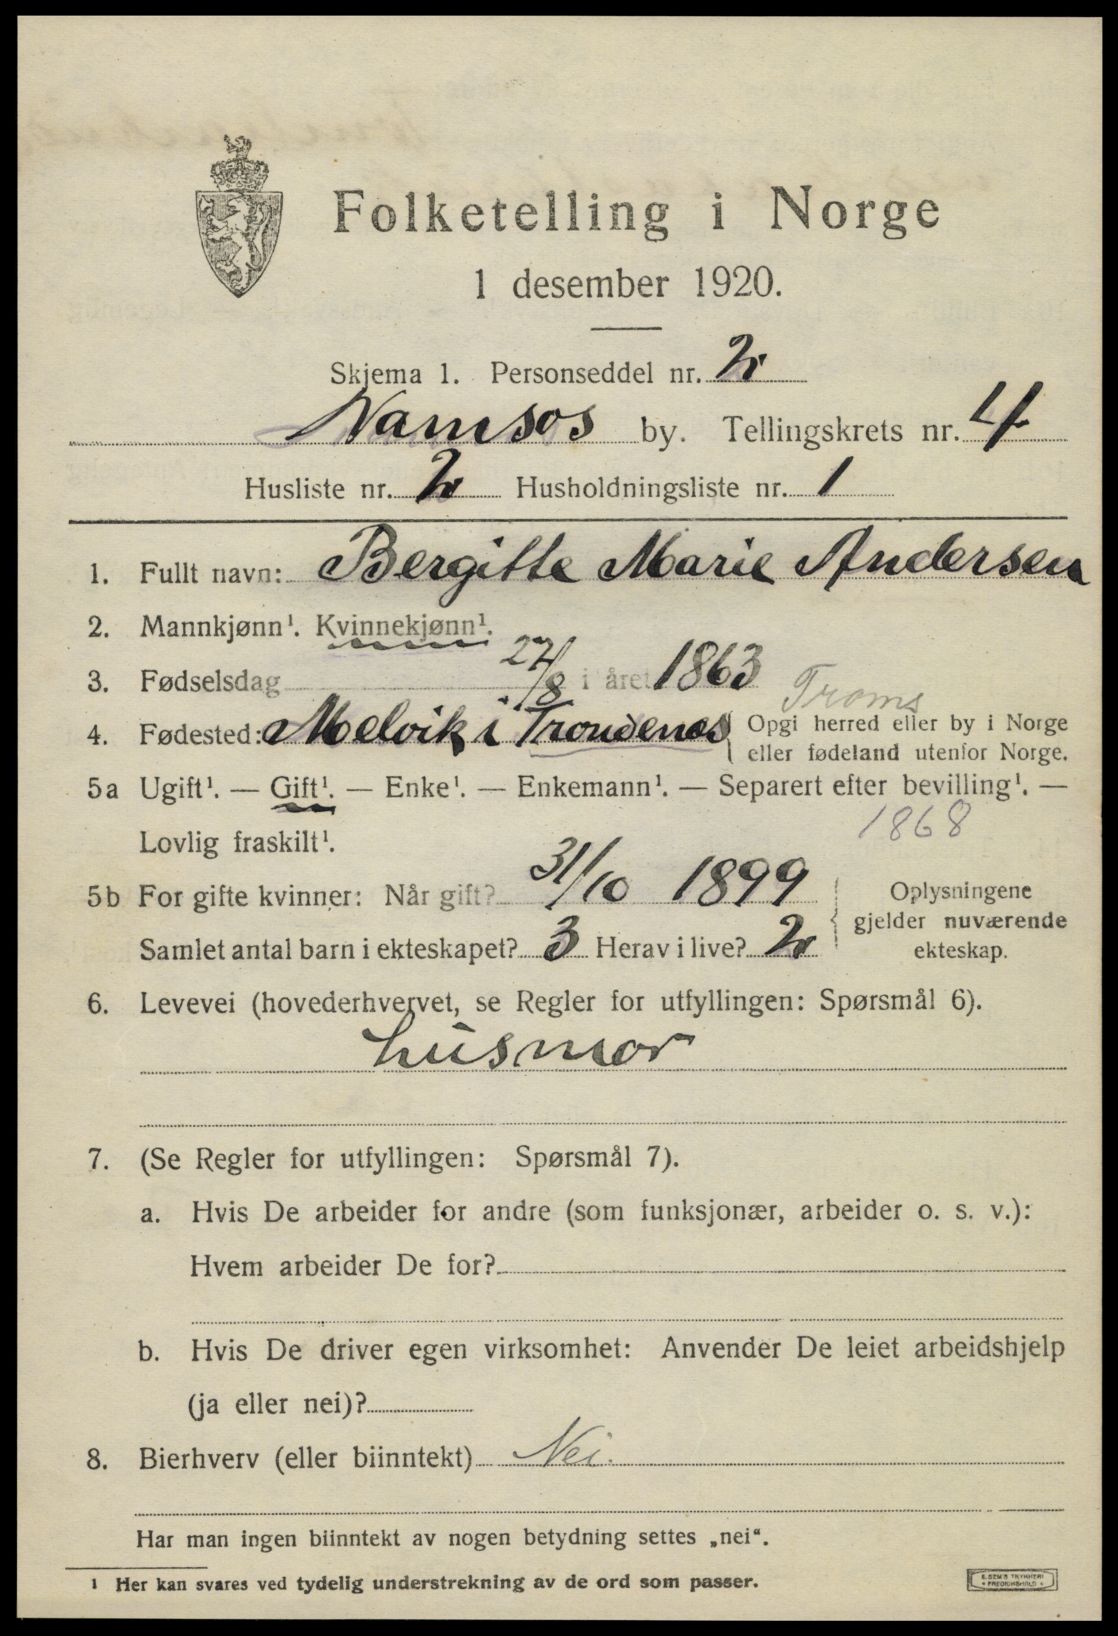 Folketelling i Norge
1 desember 1920.
Skjema 1. Personseddel nr. 2
Namsos by. Tellingskrets nr. 4
Husliste nr. 2 Husholdningsliste nr. 1
1. Fullt navn: Bergitte Marie Andersen
2. Mannkjønn¹. Kvinnekjønn¹.
3. Fødselsdag 27/8 i året 1863
Troms
4. Fødested: Melvik i Trondenes { Opgi herred eller by i Norge
eller fødeland utenfor Norge.
5a Ugift¹. — Gift¹. — Enke¹. — Enkemann¹. — Separert efter bevilling¹. —
Lovlig fraskilt¹.
1868
5b For gifte kvinner: Når gift? 31/10 1899
Samlet antal barn i ekteskapet? 3 Herav i live? 2
{ Oplysningene
gjelder nuværende
ekteskap.
6. Levevei (hovederhvervet, se Regler for utfyllingen: Spørsmål 6).
husmor
7. (Se Regler for utfyllingen: Spørsmål 7).
a. Hvis De arbeider for andre (som funksjonær, arbeider o. s. v.):
Hvem arbeider De for?
b. Hvis De driver egen virksomhet: Anvender De leiet arbeidshjelp
(ja eller nei)?
8. Bierhverv (eller biinntekt) Nei.
Har man ingen biinntekt av nogen betydning settes „nei“.
¹ Her kan svares ved tydelig understrekning av de ord som passer.